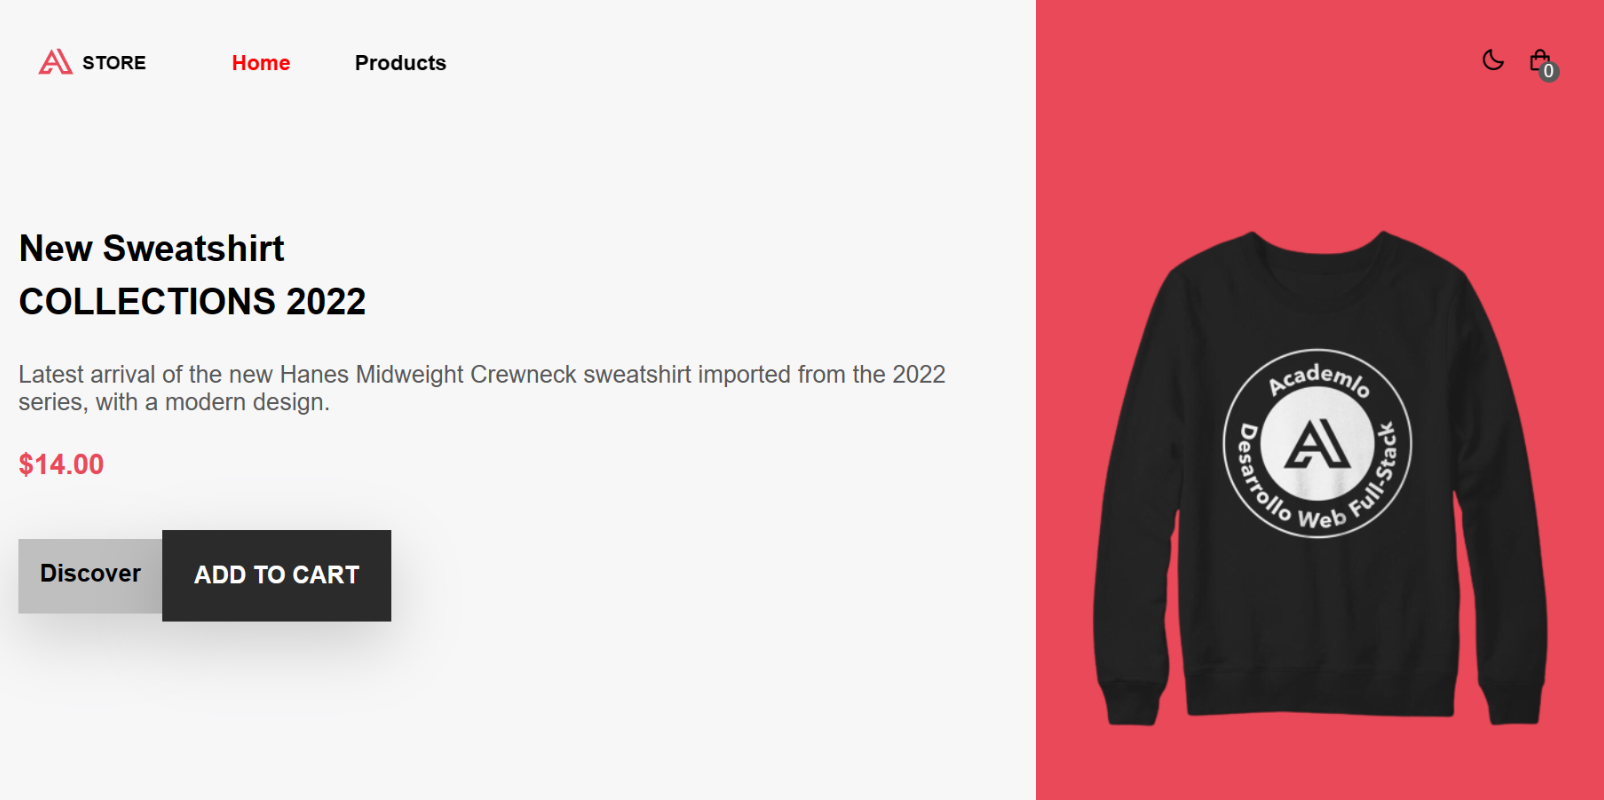 STORE
Home
Products
0
New Sweatshirt
COLLECTIONS 2022
Latest arrival of the new Hanes Midweight Crewneck sweatshirt imported from the 2022
series, with a modern design.
$14.00
Discover
ADD TO CART
Academlo
Desarrollo Web Full-Stack